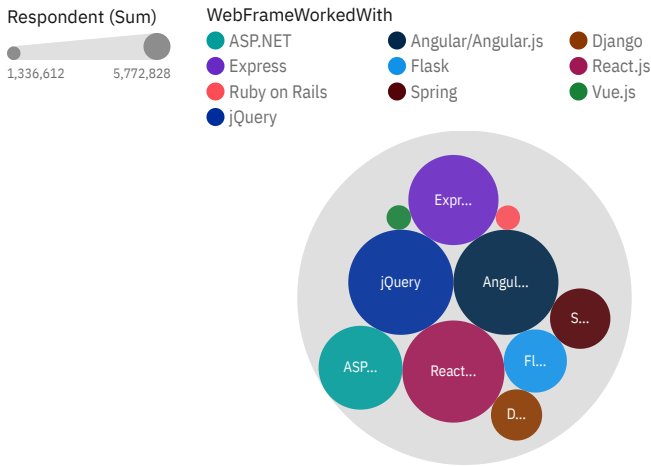 Respondent (Sum)
1,336,612 5,772,828
WebFrameWorkedWith
ASP.NET Angular/Angular.js Django
Express Flask React.js
Ruby on Rails Spring Vue.js
jQuery
Expr...
jQuery Angul...
S...
ASP... React... Fl...
D...